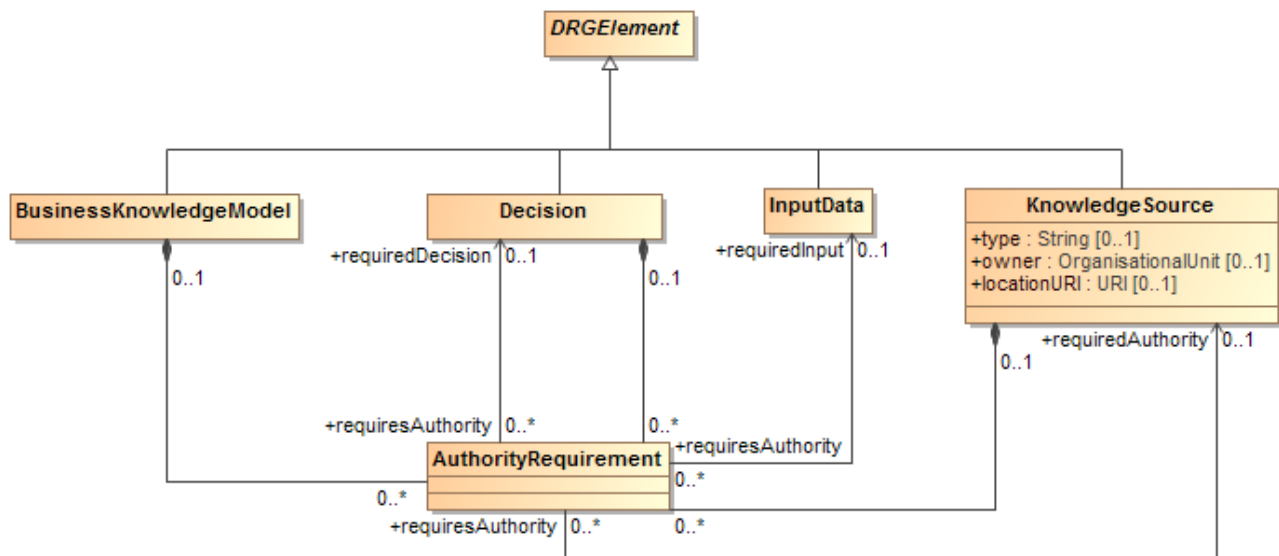 DRGElement
BusinessKnowledgeModel
Decision
InputData
KnowledgeSource
+type : String [0..1]
+owner : OrganisationalUnit [0..1]
+locationURI : URI [0..1]
+requiredDecision
0..1
0..1
0..1
+requiredInput
0..1
+requiredAuthority
0..1
0..1
+requiresAuthority
0..*
0..*
+requiresAuthority
AuthorityRequirement
0..*
0..*
+requiresAuthority
0..*
0..*